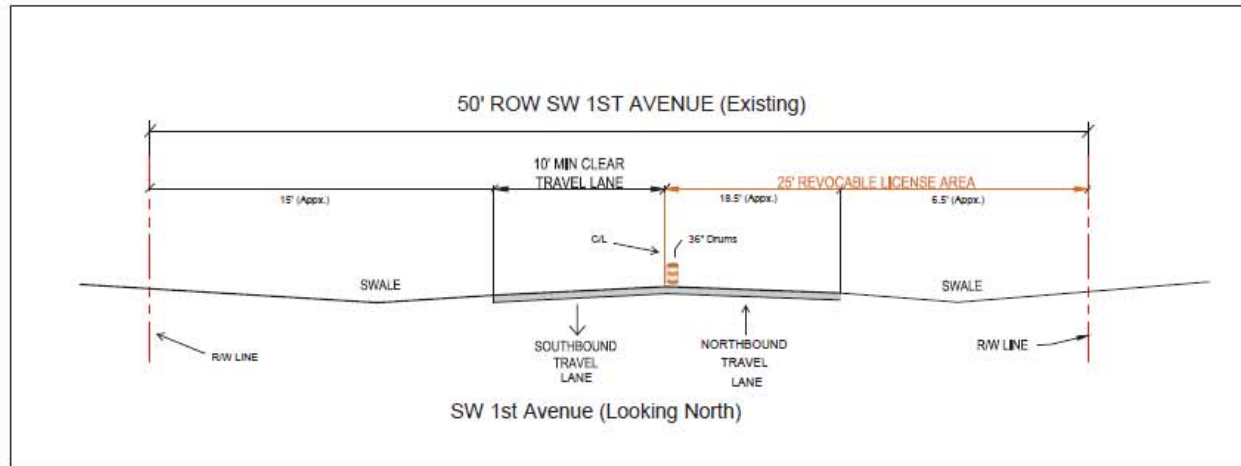 50' ROW SW 1ST AVENUE (Existing)
10' MIN CLEAR
TRAVEL LANE
25' REVOCABLE LICENSE AREA
15' (Appx.)
18.5' (Appx.)
6.5' (Appx.)
C/L
36" Drums
SWALE
SWALE
R/W LINE
SOUTHBOUND
TRAVEL
LANE
NORTHBOUND
TRAVEL
LANE
R/W LINE
SW 1st Avenue (Looking North)